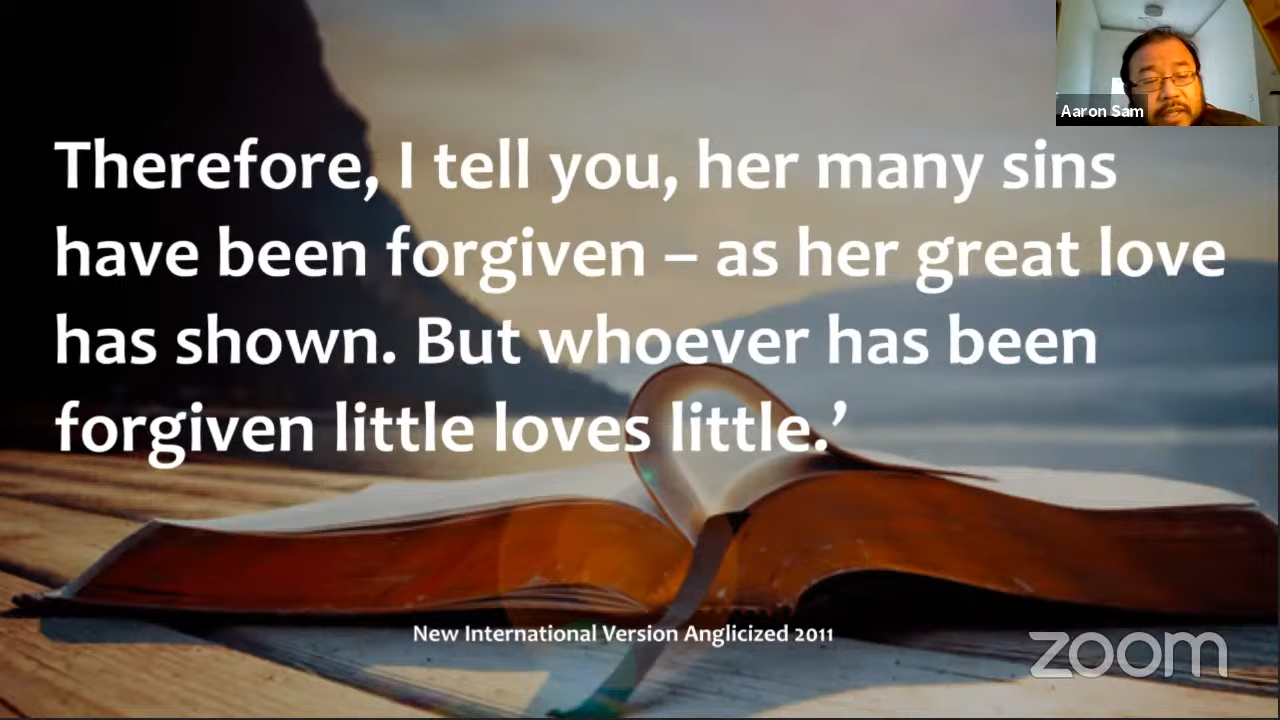 Aaron Sam
Therefore, I tell you, her many sins
have been forgiven – as her great love
has shown. But whoever has been
forgiven little loves little.’
New International Version Anglicized 2011
zoom